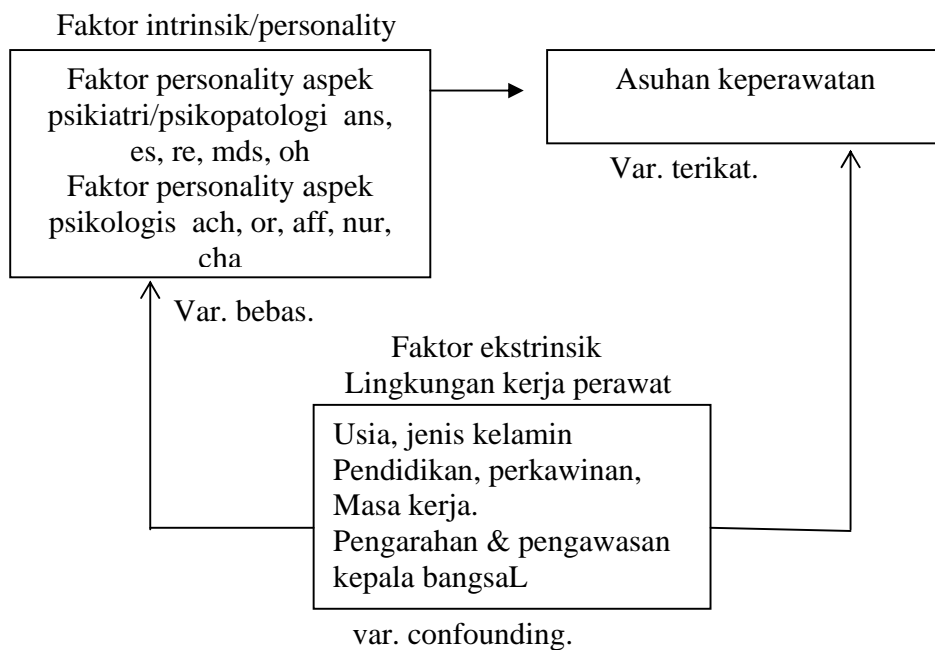 Faktor intrinsik/personality
Faktor personality aspek
psikiatri/psikopatologi ans,
es, re, mds, oh
Faktor personality aspek
psikologis ach, or, aff, nur,
cha
Var. bebas.
Asuhan keperawatan
Var. terikat.
Faktor ekstrinsik
Lingkungan kerja perawat
Usia, jenis kelamin
Pendidikan, perkawinan,
Masa kerja.
Pengarahan & pengawasan
kepala bangsaL
var. confounding.